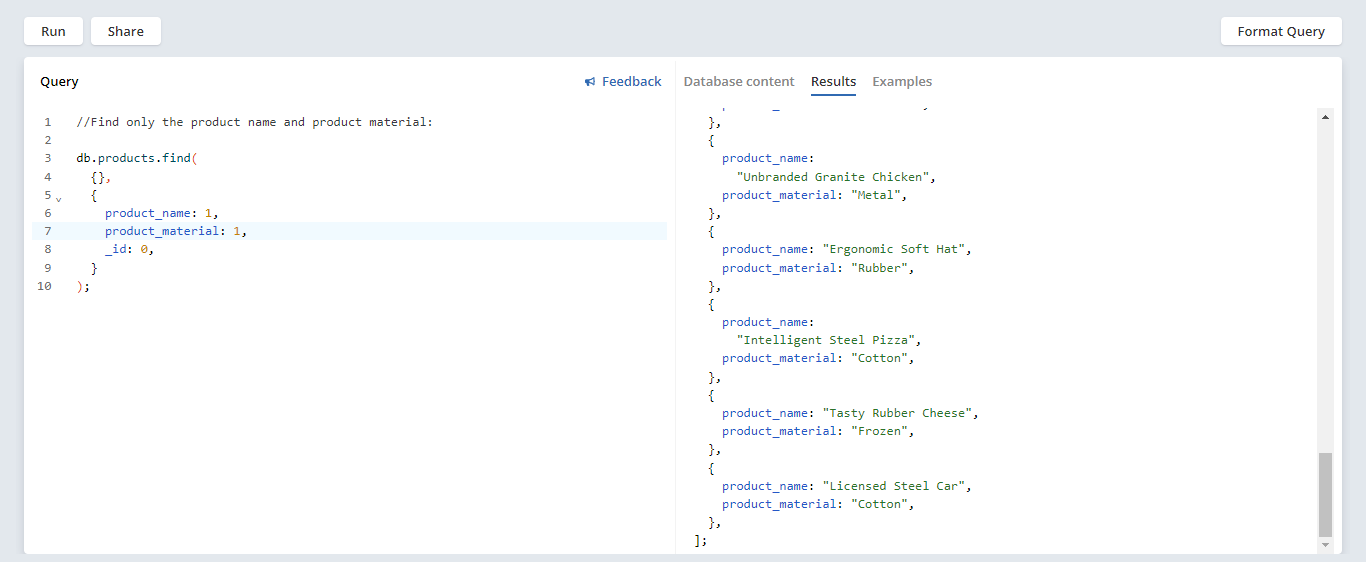 Run
Share
Format Query
Query
Feedback
1 //Find only the product name and product material:
2
3 db.products.find(
4 {},
5 {
6 product_name: 1,
7 product_material: 1,
8 _id: 0,
9 }
10 );
Database content
Results
Examples
},
{
product_name:
"Unbranded Granite Chicken",
product_material: "Metal",
},
{
product_name: "Ergonomic Soft Hat",
product_material: "Rubber",
},
{
product_name:
"Intelligent Steel Pizza",
product_material: "Cotton",
},
{
product_name: "Tasty Rubber Cheese",
product_material: "Frozen",
},
{
product_name: "Licensed Steel Car",
product_material: "Cotton",
},
];